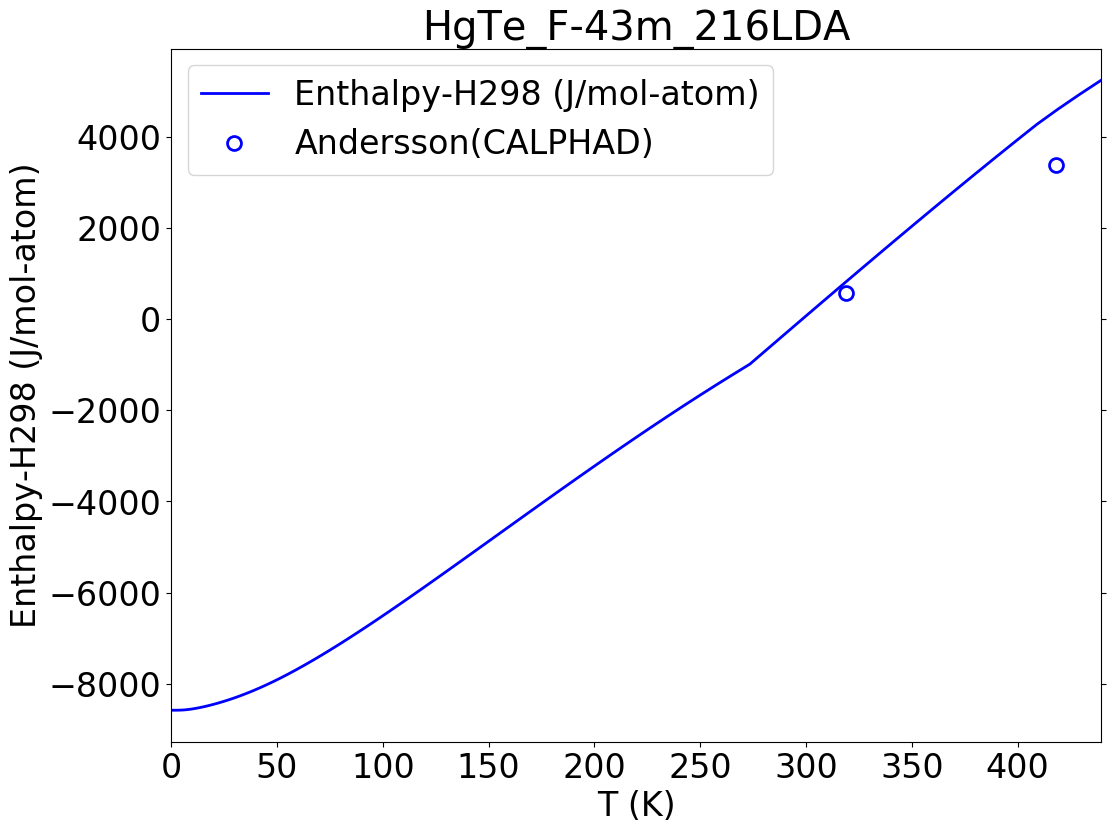 HgTe_F-43m_216LDA
Enthalpy-H298 (J/mol-atom)
Andersson(CALPHAD)
Enthalpy-H298 (J/mol-atom)
4000
2000
0
−2000
−4000
−6000
−8000
0 50 100 150 200 250 300 350 400
T (K)